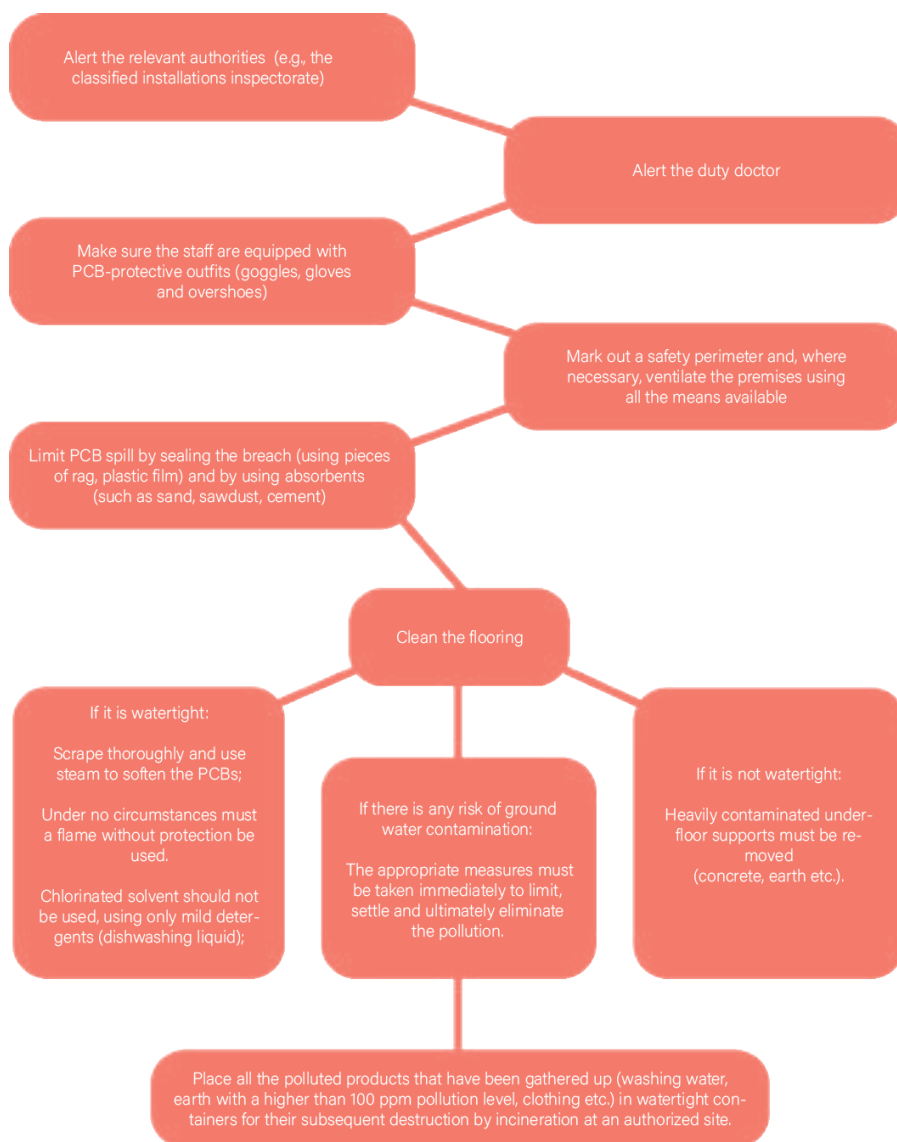 Alert the relevant authorities (e.g., the
classified installations inspectorate)
Alert the duty doctor
Make sure the staff are equipped with
PCB-protective outfits (goggles, gloves
and overshoes)
Mark out a safety perimeter and, where
necessary, ventilate the premises using
all the means available
Limit PCB spill by sealing the breach (using pieces
of rag, plastic film) and by using absorbents
(such as sand, sawdust, cement)
Clean the flooring
If it is watertight:
Scrape thoroughly and use
steam to soften the PCBs;
Under no circumstances must
a flame without protection be
used.
Chlorinated solvent should not
be used, using only mild deter-
gents (dishwashing liquid);
If there is any risk of ground
water contamination:
The appropriate measures must
be taken immediately to limit,
settle and ultimately eliminate
the pollution.
If it is not watertight:
Heavily contaminated under-
floor supports must be re-
moved
(concrete, earth etc.).
Place all the polluted products that have been gathered up (washing water,
earth with a higher than 100 ppm pollution level, clothing etc.) in watertight con-
tainers for their subsequent destruction by incineration at an authorized site.